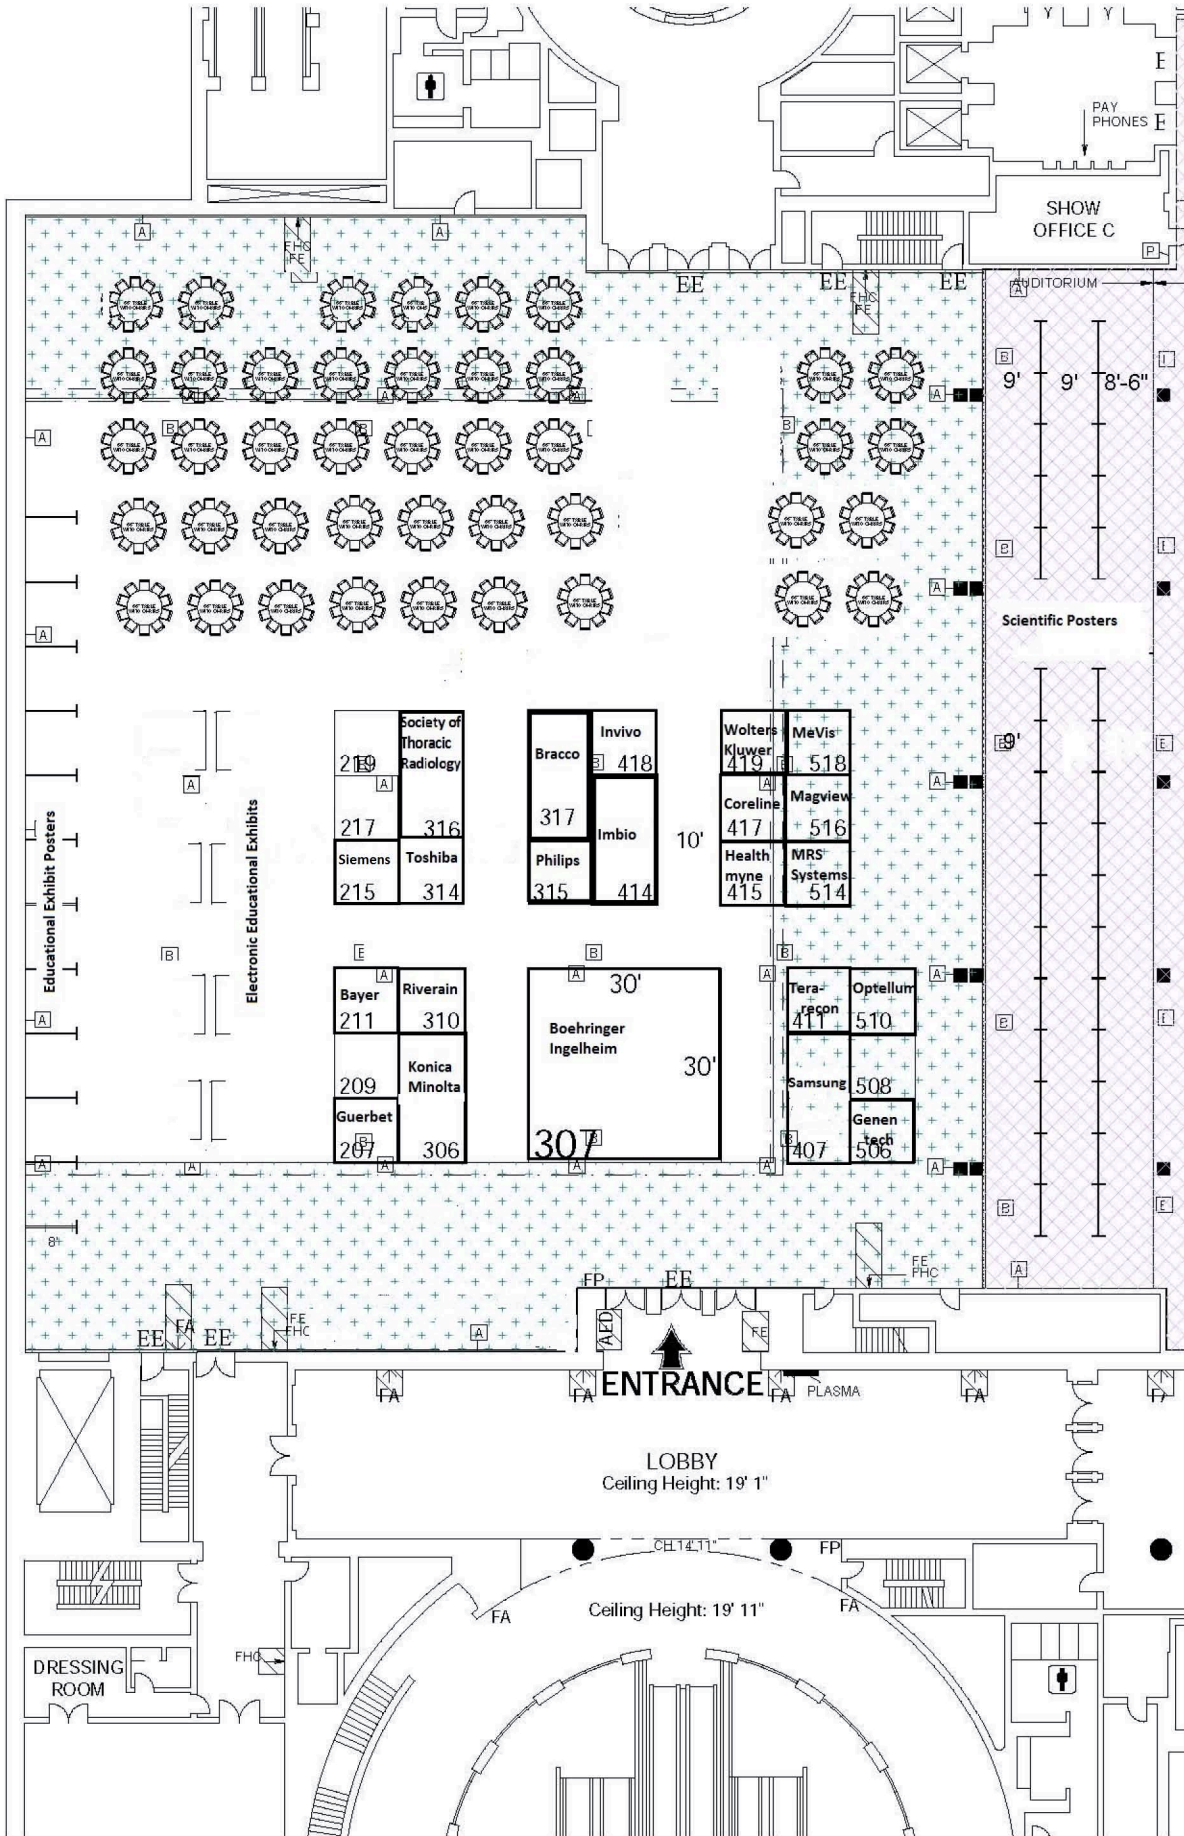 PAY
PHONES
E
E
SHOW
OFFICE C
A
A
FHC
FE
P
EE
EE
EE
FHC
FE
AUDITORIUM
A
B
9'
9'
8'-6"
A
A
A
A
B
B
B
B
A
A
Scientific Posters
B
9'
Society of
Thoracic
Radiology
316
219
217
Siemens
215
Toshiba
314
Bracco
317
Invivo
418
Imbio
414
Philips
315
10'
Wolters
Kluwer
419
MeVis
518
Coreline
417
Magview
516
Health
myne
415
MRS
Systems
514
Educational Exhibit Posters
Electronic Educational Exhibits
A
A
A
A
B
B
B
B
A
A
A
A
Bayer
211
Riverain
310
209
Konica
Minolta
306
Guerbet
207
30'
Boehringer
Ingelheim
30'
307
Tera-
recon
411
Optellum
510
Samsung
407
508
Genen
tech
506
A
A
A
A
A
A
B
B
8'
FE
FHC
FP
EE
FA
EE
EE
FE
FHC
A
AED
FE
A
ENTRANCE
FA
FA
FA
PLASMA
FA
FA
LOBBY
Ceiling Height: 19' 1"
CH 14' 11"
FP
Ceiling Height: 19' 11"
FA
FA
FHC
DRESSING
ROOM